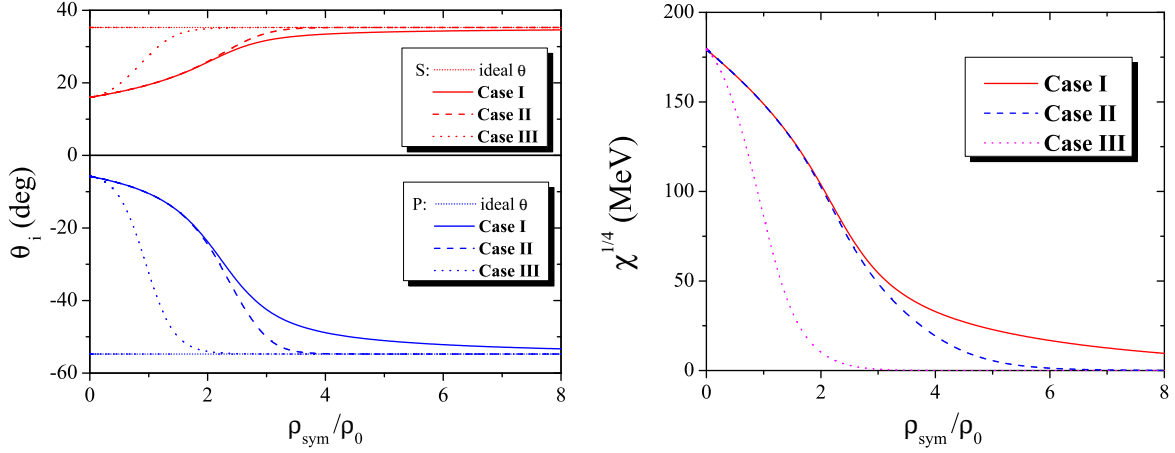 40
20
0
-20
-40
-60
θi (deg)
S: ideal θ
Case I
Case II
Case III
P: ideal θ
Case I
Case II
Case III
0 2 4 6 8
ρsym/ρ0
200
150
100
50
0
χ1/4 (MeV)
Case I
Case II
Case III
0 2 4 6 8
ρsym/ρ0